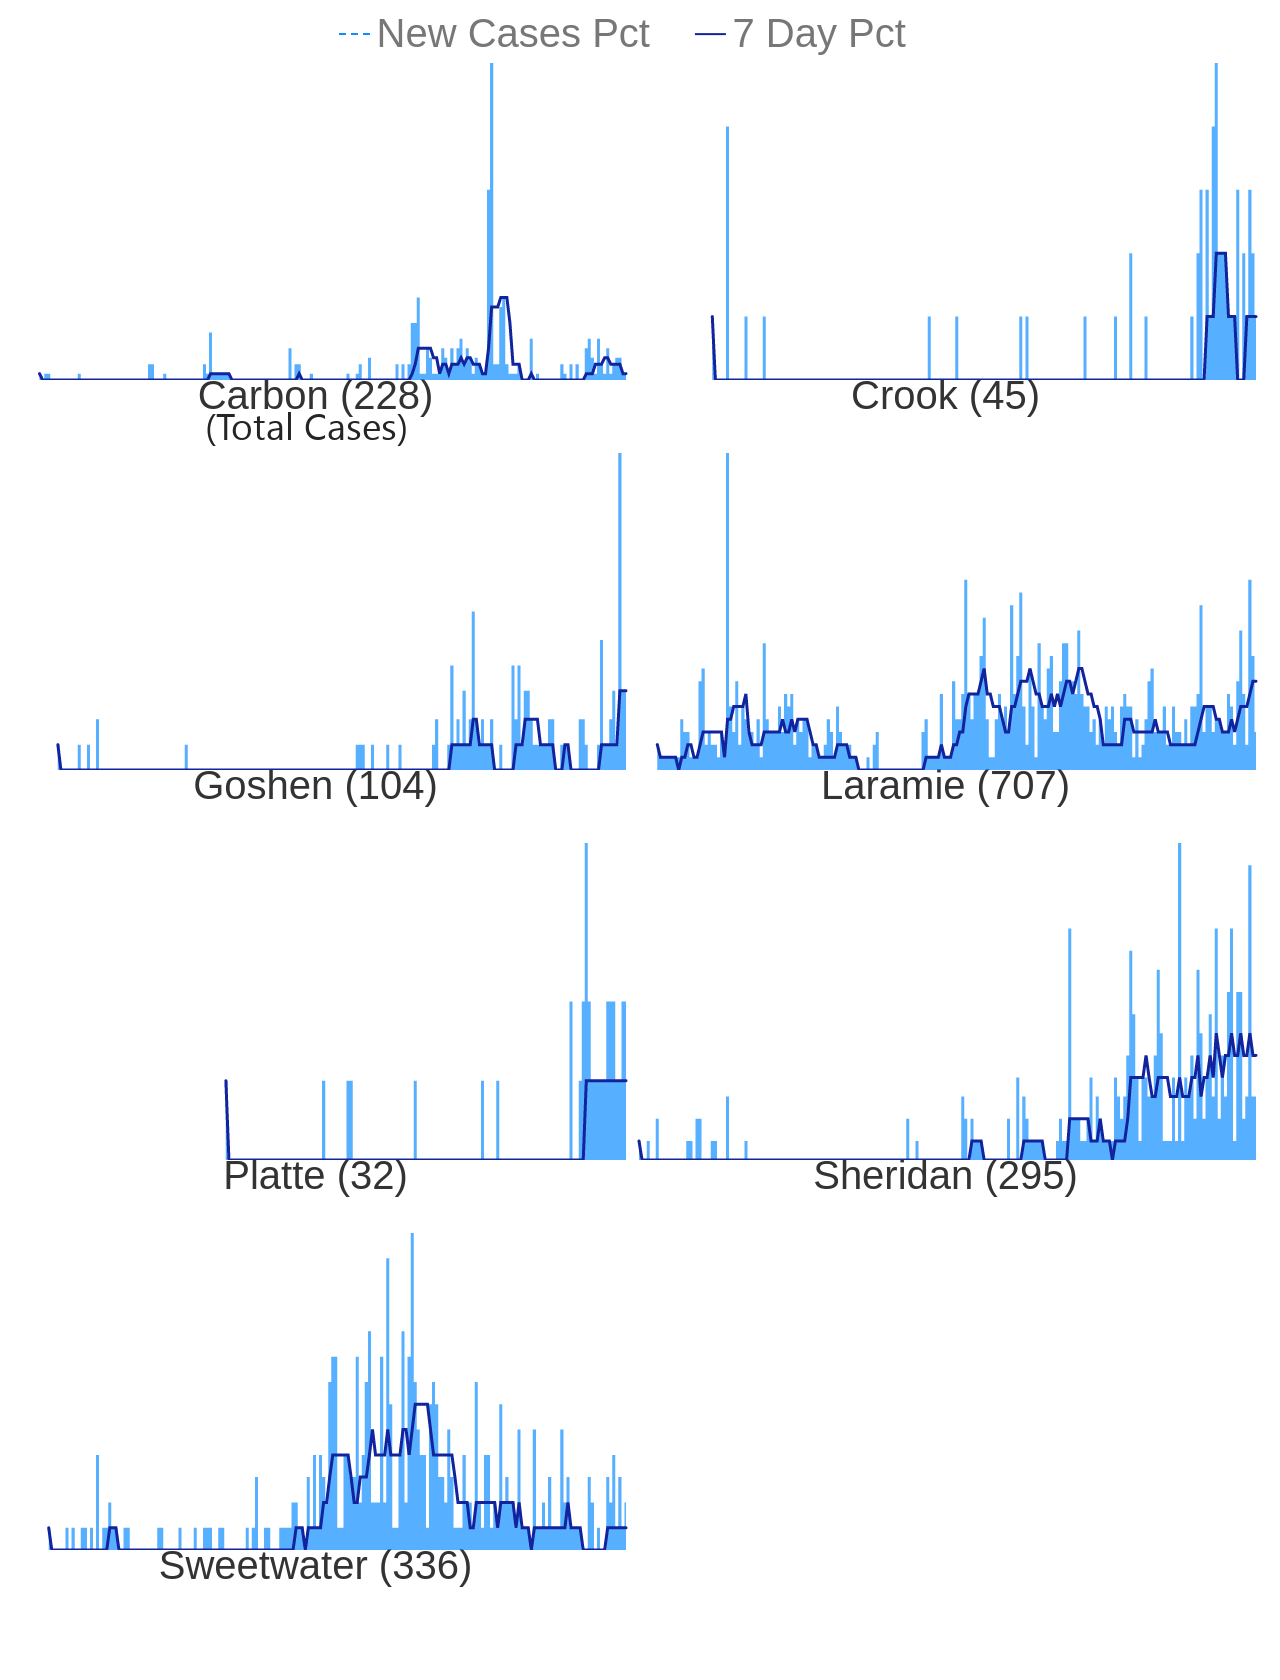 New Cases Pct 7 Day Pct
Carbon (228) Crook (45)
(Total Cases)
Goshen (104) Laramie (707)
Platte (32) Sheridan (295)
Sweetwater (336)